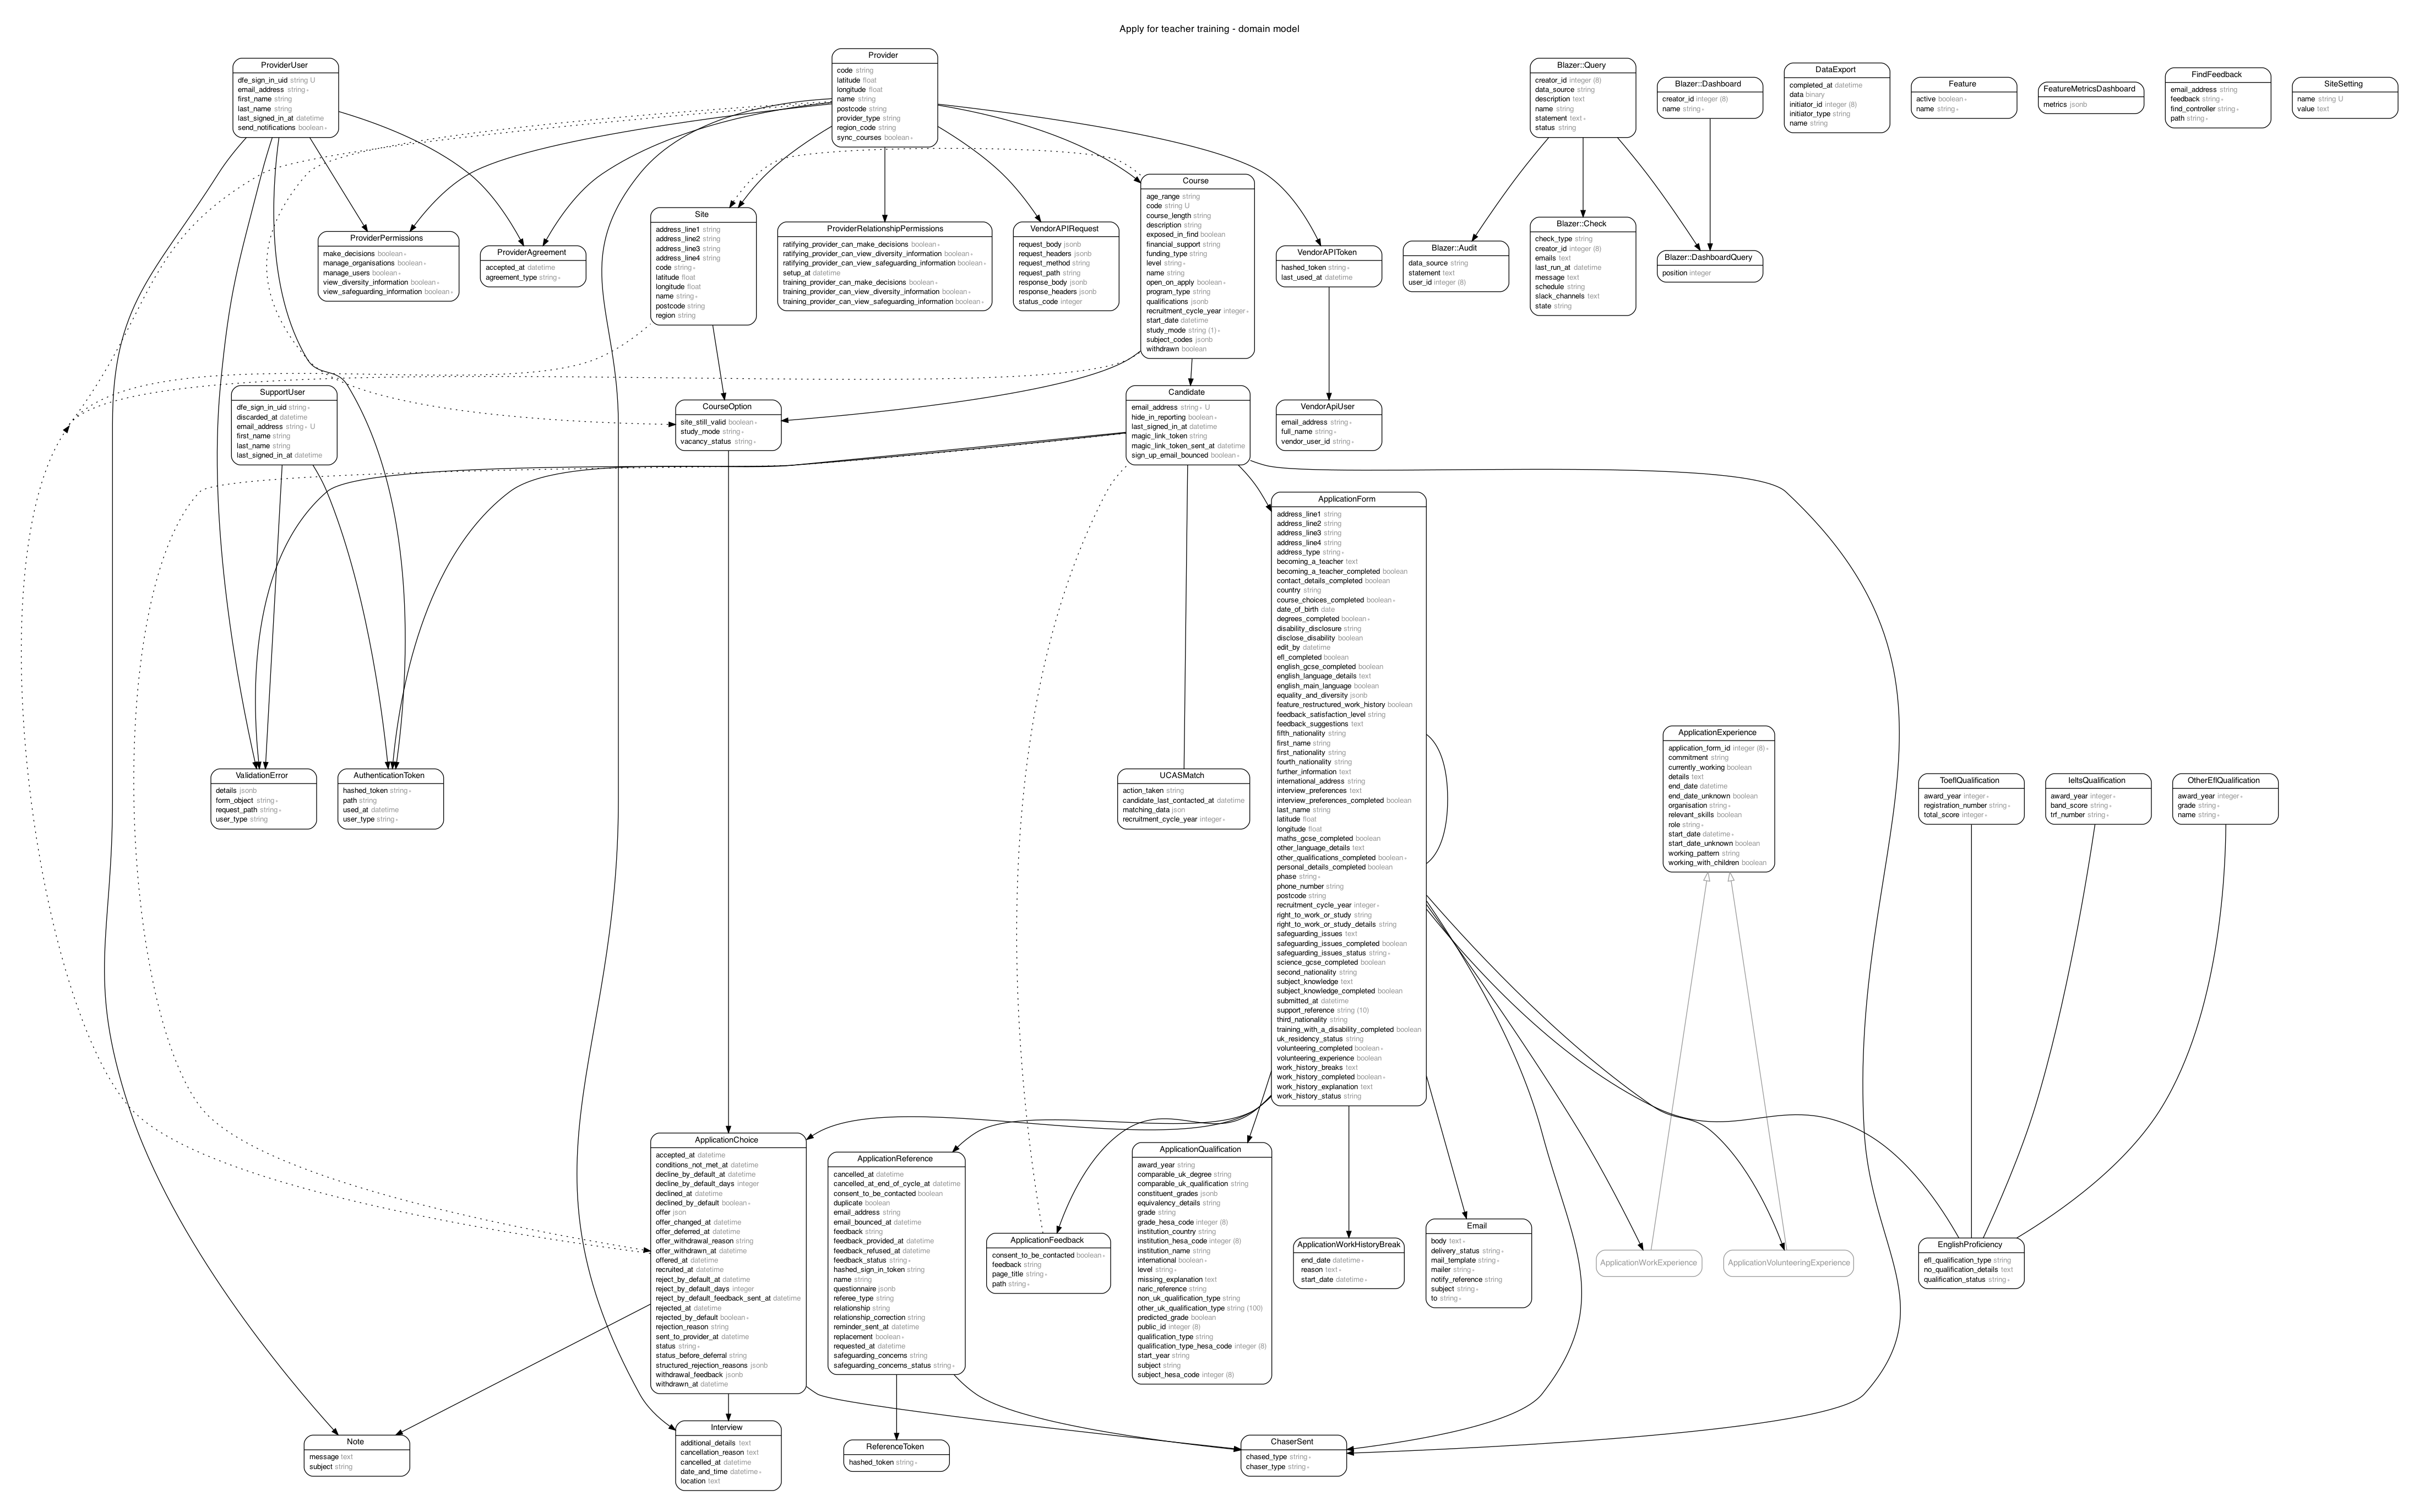 Apply for teacher training - domain model
ProviderUser
dfe_sign_in_uid string U
email_address string ∗
first_name string
last_name string
last_signed_in_at datetime
send_notifications boolean ∗
Provider
code string
latitude float
longitude float
name string
postcode string
provider_type string
region_code string
sync_courses boolean ∗
Blazer::Query
creator_id integer (8)
data_source string
description text
name string
statement text ∗
status string
Blazer::Dashboard
creator_id integer (8)
name string ∗
DataExport
completed_at datetime
data binary
initiator_id integer (8)
initiator_type string
name string
Feature
active boolean ∗
name string ∗
FeatureMetricsDashboard
metrics jsonb
FindFeedback
email_address string
feedback string ∗
find_controller string ∗
path string ∗
SiteSetting
name string U
value text
ProviderPermissions
make_decisions boolean ∗
manage_organisations boolean ∗
manage_users boolean ∗
view_diversity_information boolean ∗
view_safeguarding_information boolean ∗
ProviderAgreement
accepted_at datetime
agreement_type string ∗
Site
address_line1 string
address_line2 string
address_line3 string
address_line4 string
code string ∗
latitude float
longitude float
name string ∗
postcode string
region string
ProviderRelationshipPermissions
ratifying_provider_can_make_decisions boolean ∗
ratifying_provider_can_view_diversity_information boolean ∗
ratifying_provider_can_view_safeguarding_information boolean ∗
setup_at datetime
training_provider_can_make_decisions boolean ∗
training_provider_can_view_diversity_information boolean ∗
training_provider_can_view_safeguarding_information boolean ∗
VendorAPIRequest
request_body jsonb
request_headers jsonb
request_method string
request_path string
response_body jsonb
response_headers jsonb
status_code integer
Course
age_range string
code string U
course_length string
description string
exposed_in_find boolean
financial_support string
funding_type string
level string ∗
name string
open_on_apply boolean ∗
program_type string
qualifications jsonb
recruitment_cycle_year integer ∗
start_date datetime
study_mode string (1) ∗
subject_codes jsonb
withdrawn boolean
VendorAPIToken
hashed_token string ∗
last_used_at datetime
Blazer::Audit
data_source string
statement text
user_id integer (8)
Blazer::Check
check_type string
creator_id integer (8)
emails text
last_run_at datetime
message text
schedule string
slack_channels text
state string
Blazer::DashboardQuery
position integer
SupportUser
dfe_sign_in_uid string ∗
discarded_at datetime
email_address string ∗ U
first_name string
last_name string
last_signed_in_at datetime
CourseOption
site_still_valid boolean ∗
study_mode string ∗
vacancy_status string ∗
Candidate
email_address string ∗ U
hide_in_reporting boolean ∗
last_signed_in_at datetime
magic_link_token string
magic_link_token_sent_at datetime
sign_up_email_bounced boolean ∗
VendorApiUser
email_address string ∗
full_name string ∗
vendor_user_id string ∗
ApplicationForm
address_line1 string
address_line2 string
address_line3 string
address_line4 string
address_type string ∗
becoming_a_teacher text
becoming_a_teacher_completed boolean
contact_details_completed boolean
country string
course_choices_completed boolean ∗
date_of_birth date
degrees_completed boolean ∗
disability_disclosure string
disclose_disability boolean
edit_by datetime
efl_completed boolean
english_gcse_completed boolean
english_language_details text
english_main_language boolean
equality_and_diversity jsonb
feature_restructured_work_history boolean
feedback_satisfaction_level string
feedback_suggestions text
fifth_nationality string
first_name string
first_nationality string
fourth_nationality string
further_information text
international_address string
interview_preferences text
interview_preferences_completed boolean
last_name string
latitude float
longitude float
maths_gcse_completed boolean
other_language_details text
other_qualifications_completed boolean ∗
personal_details_completed boolean
phase string ∗
phone_number string
postcode string
recruitment_cycle_year integer ∗
right_to_work_or_study string
right_to_work_or_study_details string
safeguarding_issues text
safeguarding_issues_completed boolean
safeguarding_issues_status string ∗
science_gcse_completed boolean
second_nationality string
subject_knowledge text
subject_knowledge_completed boolean
submitted_at datetime
support_reference string (10)
third_nationality string
training_with_a_disability_completed boolean
uk_residency_status string
volunteering_completed boolean ∗
volunteering_experience boolean
work_history_breaks text
work_history_completed boolean ∗
work_history_explanation text
work_history_status string
ValidationError
details jsonb
form_object string ∗
request_path string ∗
user_type string
AuthenticationToken
hashed_token string ∗
path string
used_at datetime
user_type string ∗
UCASMatch
action_taken string
candidate_last_contacted_at datetime
matching_data json
recruitment_cycle_year integer ∗
ApplicationExperience
application_form_id integer (8) ∗
commitment string
currently_working boolean
details text
end_date datetime
end_date_unknown boolean
organisation string ∗
relevant_skills boolean
role string ∗
start_date datetime ∗
start_date_unknown boolean
working_pattern string
working_with_children boolean
ToeflQualification
award_year integer ∗
registration_number string ∗
total_score integer ∗
IeltsQualification
award_year integer ∗
band_score string ∗
trf_number string ∗
OtherEflQualification
award_year integer ∗
grade string ∗
name string ∗
ApplicationChoice
accepted_at datetime
conditions_not_met_at datetime
decline_by_default_at datetime
decline_by_default_days integer
declined_at datetime
declined_by_default boolean ∗
offer json
offer_changed_at datetime
offer_deferred_at datetime
offer_withdrawal_reason string
offer_withdrawn_at datetime
offered_at datetime
recruited_at datetime
reject_by_default_at datetime
reject_by_default_days integer
reject_by_default_feedback_sent_at datetime
rejected_at datetime
rejected_by_default boolean ∗
rejection_reason string
sent_to_provider_at datetime
status string ∗
status_before_deferral string
structured_rejection_reasons jsonb
withdrawal_feedback jsonb
withdrawn_at datetime
ApplicationReference
cancelled_at datetime
cancelled_at_end_of_cycle_at datetime
consent_to_be_contacted boolean
duplicate boolean
email_address string
email_bounced_at datetime
feedback string
feedback_provided_at datetime
feedback_refused_at datetime
feedback_status string ∗
hashed_sign_in_token string
name string
questionnaire jsonb
referee_type string
relationship string
relationship_correction string
reminder_sent_at datetime
replacement boolean ∗
requested_at datetime
safeguarding_concerns string
safeguarding_concerns_status string ∗
ApplicationFeedback
consent_to_be_contacted boolean ∗
feedback string
page_title string ∗
path string ∗
ApplicationQualification
award_year string
comparable_uk_degree string
comparable_uk_qualification string
constituent_grades jsonb
equivalency_details string
grade string
grade_hesa_code integer (8)
institution_country string
institution_hesa_code integer (8)
institution_name string
international boolean ∗
level string ∗
missing_explanation text
naric_reference string
non_uk_qualification_type string
other_uk_qualification_type string (100)
predicted_grade boolean
public_id integer (8)
qualification_type string
qualification_type_hesa_code integer (8)
start_year string
subject string
subject_hesa_code integer (8)
ApplicationWorkHistoryBreak
end_date datetime ∗
reason text ∗
start_date datetime ∗
Email
body text ∗
delivery_status string ∗
mail_template string ∗
mailer string ∗
notify_reference string
subject string ∗
to string ∗
ApplicationWorkExperience
ApplicationVolunteeringExperience
EnglishProficiency
efl_qualification_type string
no_qualification_details text
qualification_status string ∗
Note
message text
subject string
Interview
additional_details text
cancellation_reason text
cancelled_at datetime
date_and_time datetime ∗
location text
ReferenceToken
hashed_token string ∗
ChaserSent
chased_type string ∗
chaser_type string ∗